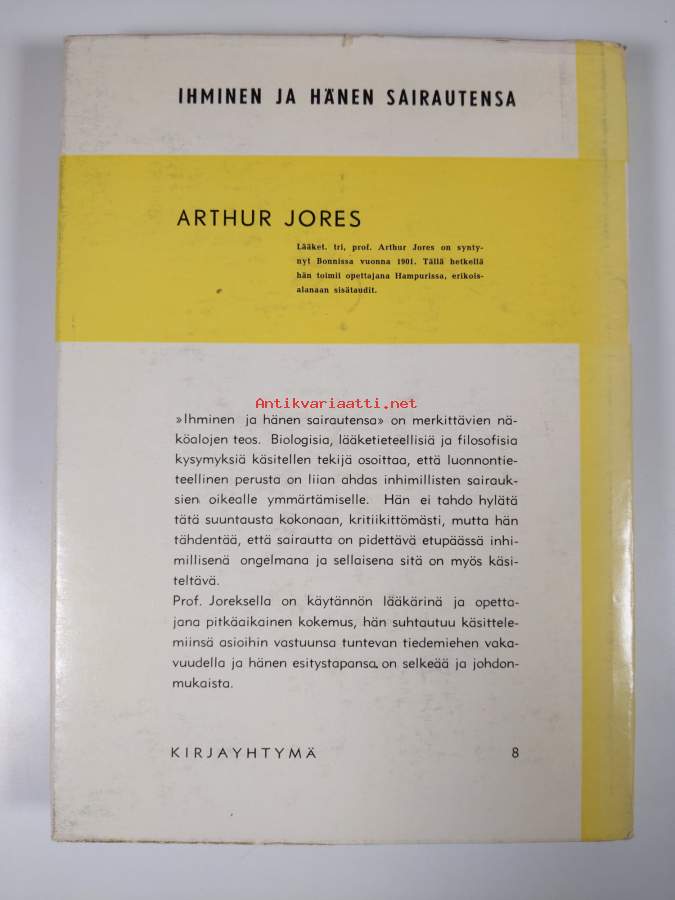 IHMINEN JA HÄNEN SAIRAUTENSA
ARTHUR JORES
Lääket. tri, prof. Arthur Jores on synty-
nyt Bonnissa vuonna 1901. Tällä hetkellä
hän toimii opettajana Hampurissa, erikois-
alanaan sisätaudit.
Antikvariaatti.net
»Ihminen ja hänen sairautensa» on merkittävien nä-
köalojen teos. Biologisia, lääketieteellisiä ja filosofisia
kysymyksiä käsitellen tekijä osoittaa, että luonnontie-
teellinen perusta on liian ahdas inhimillisten sairauk-
sien oikealle ymmärtämiselle. Hän ei tahdo hylätä
tätä suuntausta kokonaan, kritiikittömästi, mutta hän
tähdentää, että sairautta on pidettävä etupäässä inhi-
millisenä ongelmana ja sellaisena sitä on myös käsi-
teltävä.
Prof. Joreksella on käytännön lääkärinä ja opetta-
jana pitkäaikainen kokemus, hän suhtautuu käsittele-
miinsä asioihin vastuunsa tuntevan tiedemiehen vaka-
vuudella ja hänen esitystapansa on selkeää ja johdon-
mukaista.
KIRJAYHTYMÄ 8